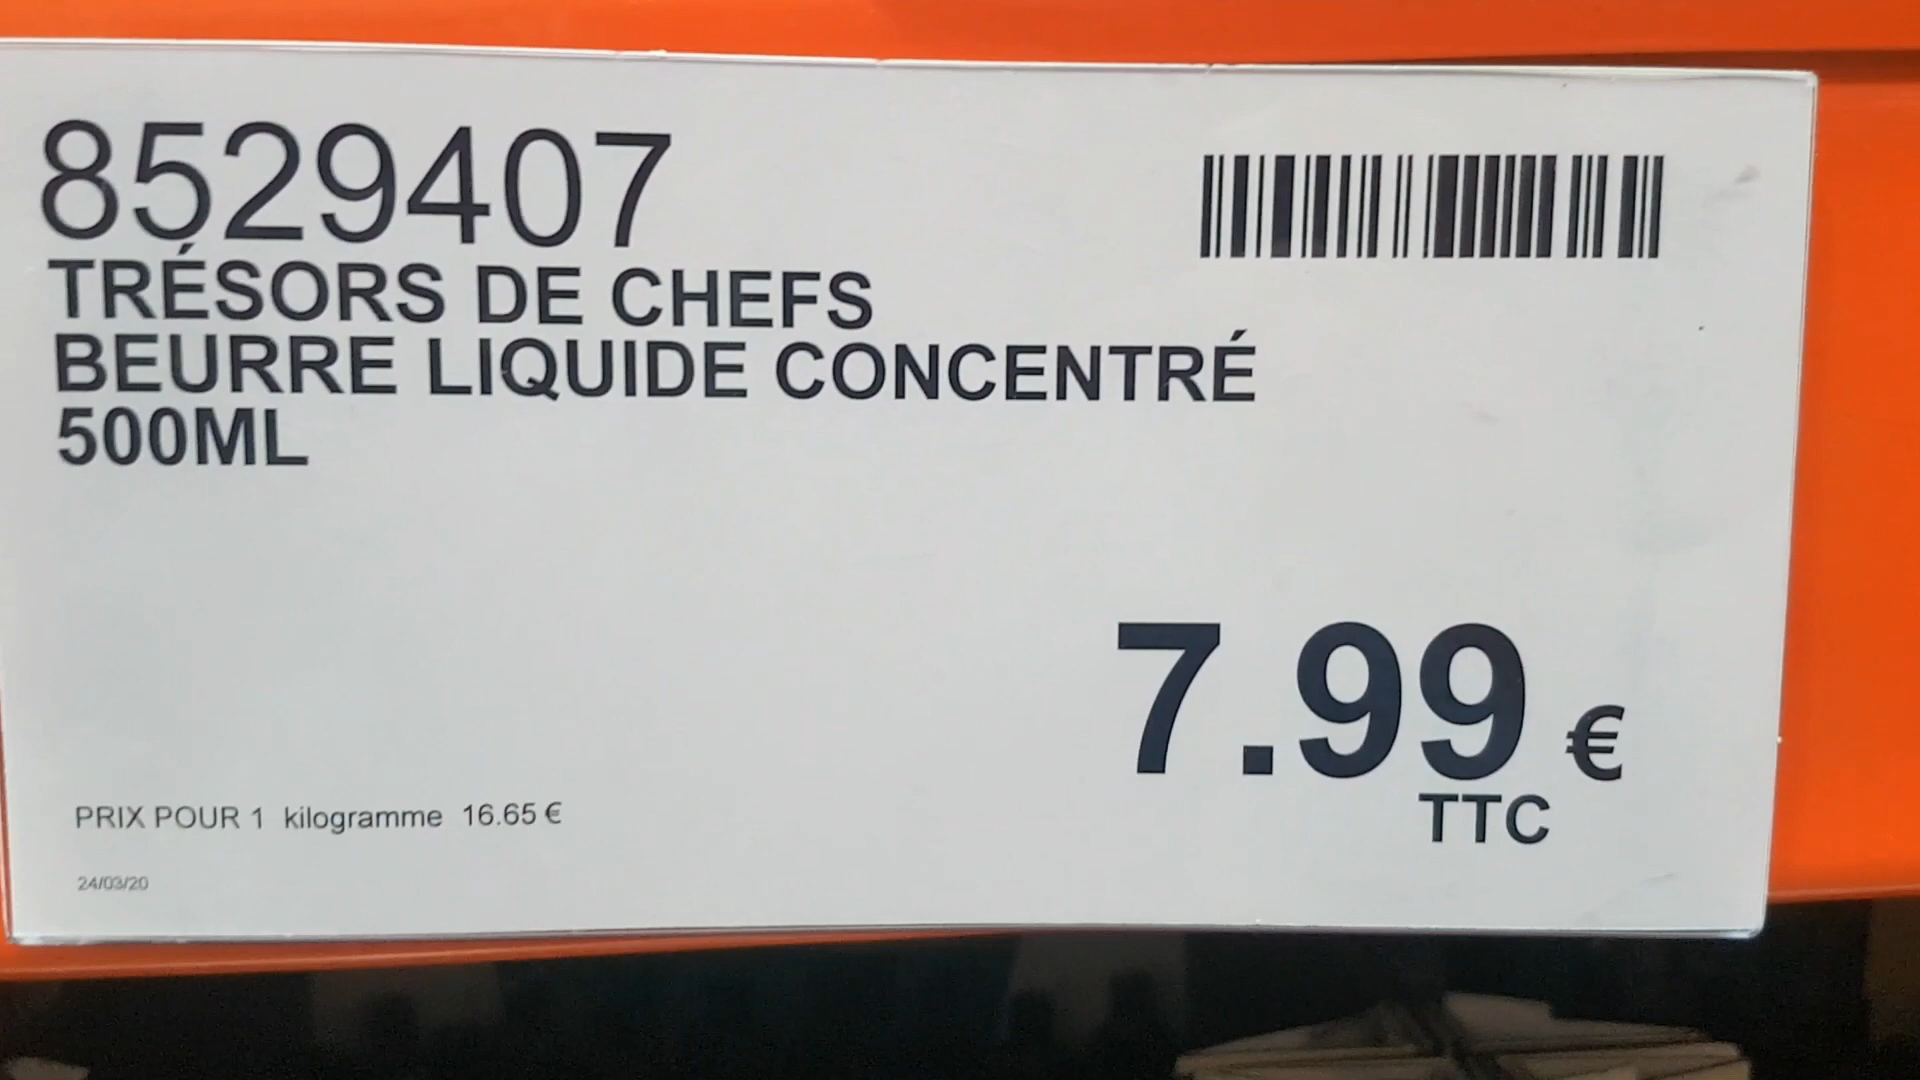 8529407
TRÉSORS DE CHEFS
BEURRE LIQUIDE CONCENTRÉ
500ML
7.99 €
TTC
PRIX POUR 1 kilogramme 16.65 €
24/03/20